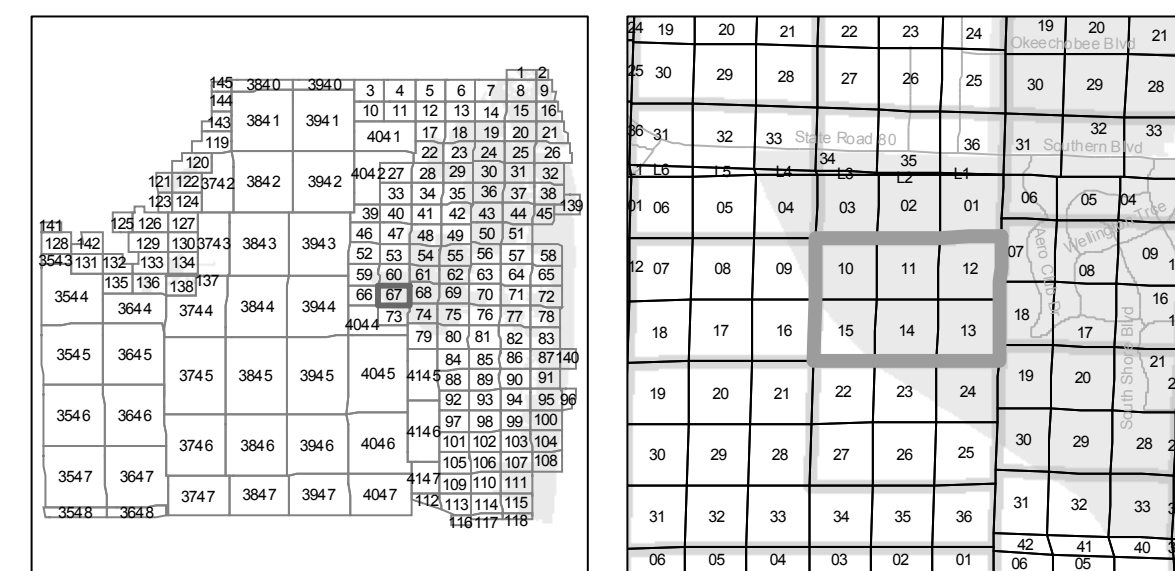 1 2
145 3840 3940 3 4 5 6 7 8 9
144 10 11 12 13 14 15 16
143 3841 3941
119 4041 17 18 19 20 21
120 22 23 24 25 26
121 122 3742 3842 3942 4042 27 28 29 30 31 32
123 124 33 34 35 36 37 38
139
125 126 127 39 40 41 42 43 44 45
141
128 142 129 130 3743 3843 3943 46 47 48 49 50 51
3543 131 132 133 134 52 53 54 55 56 57 58
135 136 138 137 59 60 61 62 63 64 65
3544 3644 3744 3844 3944 66 67 68 69 70 71 72
4044 73 74 75 76 77 78
79 80 81 82 83
3545 3645 3745 3845 3945 4045 4145 84 85 86 87 140
88 89 90 91
92 93 94 95 96
3546 3646 3746 3846 3946 4046 4146 97 98 99 100
101 102 103 104
105 106 107 108
3547 3647 3747 3847 3947 4047 4147 109 110 111
3548 3648 112 113 114 115
116 117 118
24 19 20 21 22 23 24 19 20 21
Okeechobee Blvd
25 30 29 28 27 26 25 30 29 28
36 31 32 33 State Road 80 34 35 36 31 32 33
Southern Blvd
L1 L6 L5 L4 L3 L2 L1
01 06 05 04 03 02 01 06 05 04
Wellington Tree
Aero Club Dr
12 07 08 09 10 11 12 07 08 09
16
18 17 16 15 14 13 18 17
South Shore Blvd
21
19 20 21 22 23 24 19 20
30 29 28 27 26 25 30 29 28
31 32 33 34 35 36 31 32 33
42 41 40
06 05 04 03 02 01 06 05